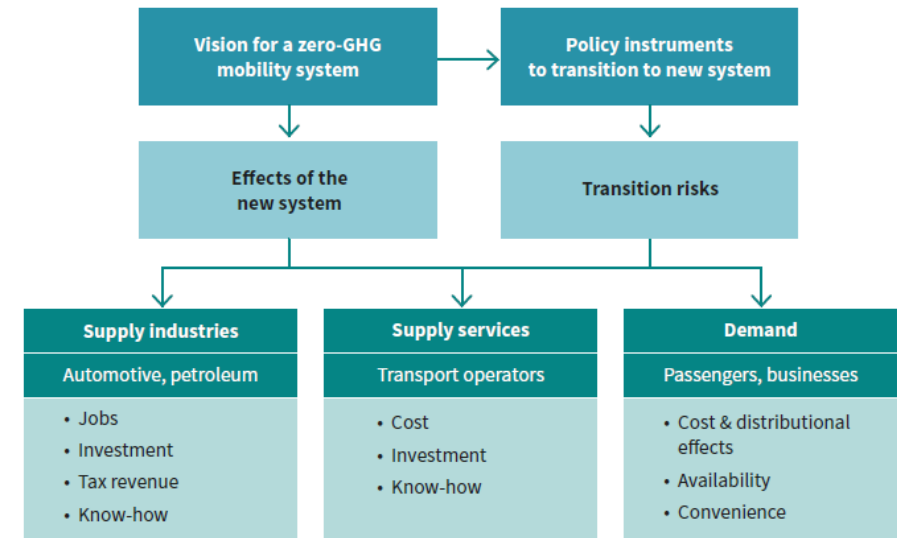 Vision for a zero-GHG
mobility system
Policy instruments
to transition to new system
Effects of the
new system
Transition risks
Supply industries
Automotive, petroleum
• Jobs
• Investment
• Tax revenue
• Know-how
Supply services
Transport operators
• Cost
• Investment
• Know-how
Demand
Passengers, businesses
• Cost & distributional
effects
• Availability
• Convenience